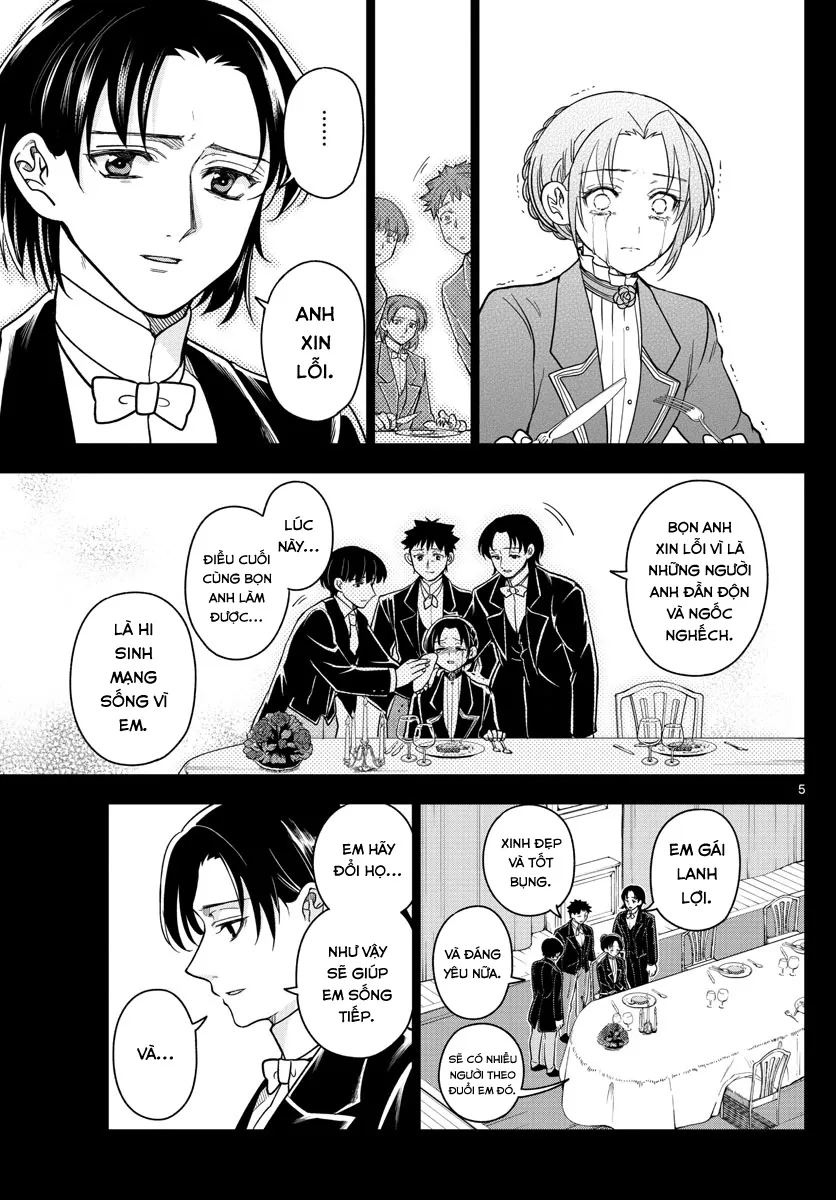 ……
ANH
XIN
LỖI.
BỌN ANH
XIN LỖI VÌ LÀ
NHỮNG NGƯỜI
ANH ĐẦN ĐỘN
VÀ NGỐC
NGHẾCH.
LÚC
NÀY...
ĐIỀU CUỐI
CÙNG BỌN
ANH LÀM
ĐƯỢC...
LÀ HI
SINH
MẠNG
SỐNG VÌ
EM.
5
EM GÁI
LANH
LỢI.
XINH ĐẸP
VÀ TỐT
BỤNG.
VÀ ĐÁNG
YÊU NỮA.
SẼ CÓ NHIỀU
NGƯỜI THEO
ĐUỔI EM ĐÓ.
EM HÃY
ĐỔI HỌ...
NHƯ VẬY
SẼ GIÚP
EM SỐNG
TIẾP.
VÀ...